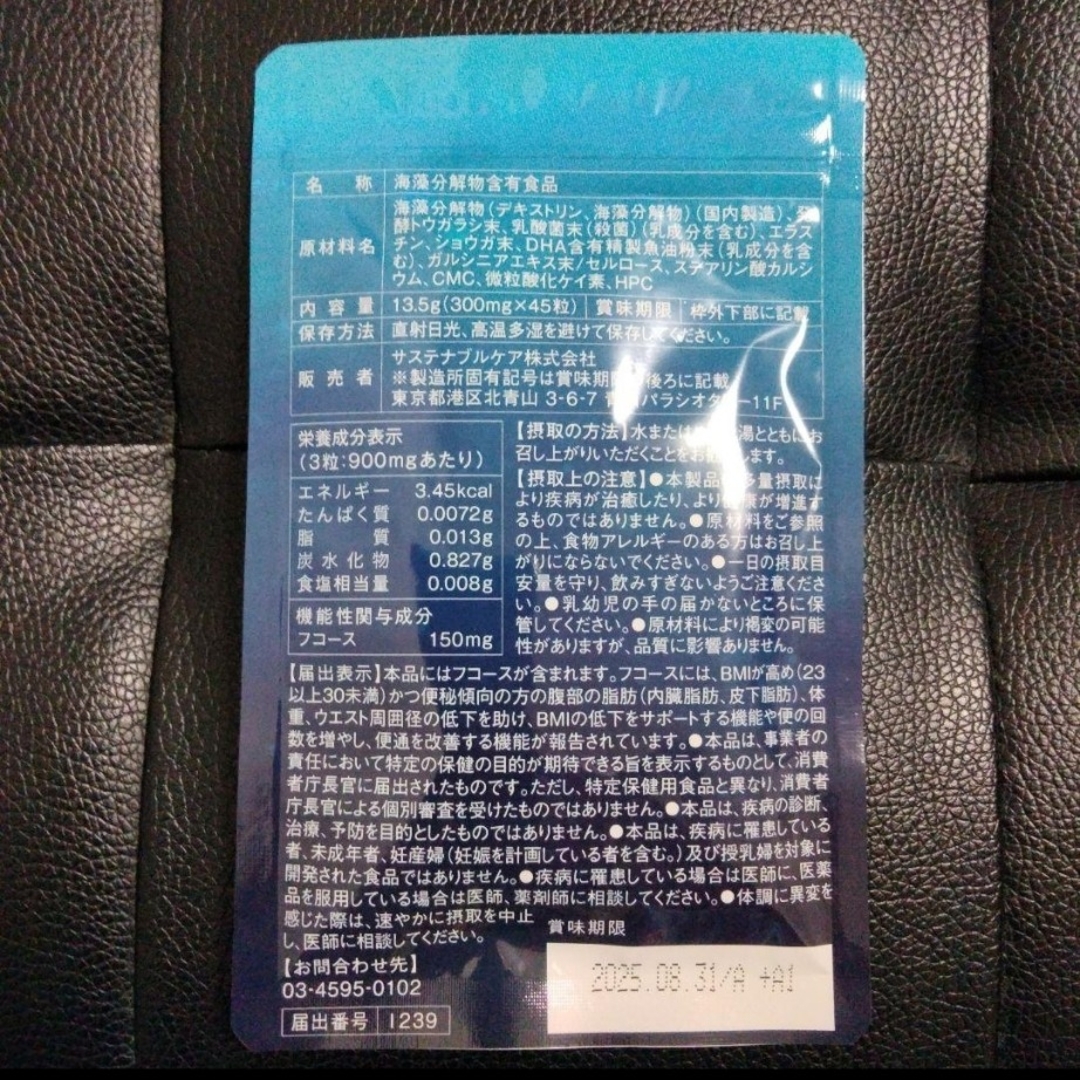 名 称 海藻分解物含有食品
原材料名 海藻分解物(デキストリン、海藻分解物)(国内製造)、発
酵トウガラシ末、乳酸菌末(殺菌)(乳成分を含む)、エラス
チン、ショウガ末、DHA含有精製魚油粉末(乳成分を含
む)、ガルシニアエキス末/セルロース、ステアリン酸カルシ
ウム、CMC、微粒酸化ケイ素、HPC
内容量 13.5g(300mg×45粒) 賞味期限 枠外下部に記載
保存方法 直射日光、高温多湿を避けて保存してください。
販売者 サステナブルケア株式会社
※製造所固有記号は賞味期限 後ろに記載
東京都港区北青山 3-6-7 青 パラシオタ ー11F
栄養成分表示
(3粒:900mgあたり)
エネルギー 3.45kcal
たんぱく質 0.0072g
脂質 0.013g
炭水化物 0.827g
食塩相当量 0.008g
機能性関与成分
フコース 150mg
【摂取の方法】水または 湯とともにお
召し上がりいただくことをお します。
【摂取上の注意】●本製品 多量摂取に
より疾病が治癒したり、より 康が増進す
るものではありません。●原材料をご参照
の上、食物アレルギーのある方はお召し上
がりにならないでください。●一日の摂取目
安量を守り、飲みすぎないようご注意くださ
い。●乳幼児の手の届かないところに保
管してください。●原材料により褐変の可能
性がありますが、品質に影響ありません。
【届出表示】本品にはフコースが含まれます。フコースには、BMIが高め(23
以上30未満)かつ便秘傾向の方の腹部の脂肪(内臓脂肪、皮下脂肪)、体
重、ウエスト周囲径の低下を助け、BMIの低下をサポートする機能や便の回
数を増やし、便通を改善する機能が報告されています。●本品は、事業者の
責任において特定の保健の目的が期待できる旨を表示するものとして、消費
者庁長官に届出されたものです。ただし、特定保健用食品と異なり、消費者
庁長官による個別審査を受けたものではありません。●本品は、疾病の診断、
治療、予防を目的としたものではありません。●本品は、疾病に罹患している
者、未成年者、妊産婦(妊娠を計画している者を含む。)及び授乳婦を対象に
開発された食品ではありません。●疾病に罹患している場合は医師に、医薬
品を服用している場合は医師、薬剤師に相談してください。●体調に異変を
感じた際は、速やかに摂取を中止
し、医師に相談してください。
【お問合わせ先】
03-4595-0102
届出番号 I239
賞味期限
2025.08.31/A +A1